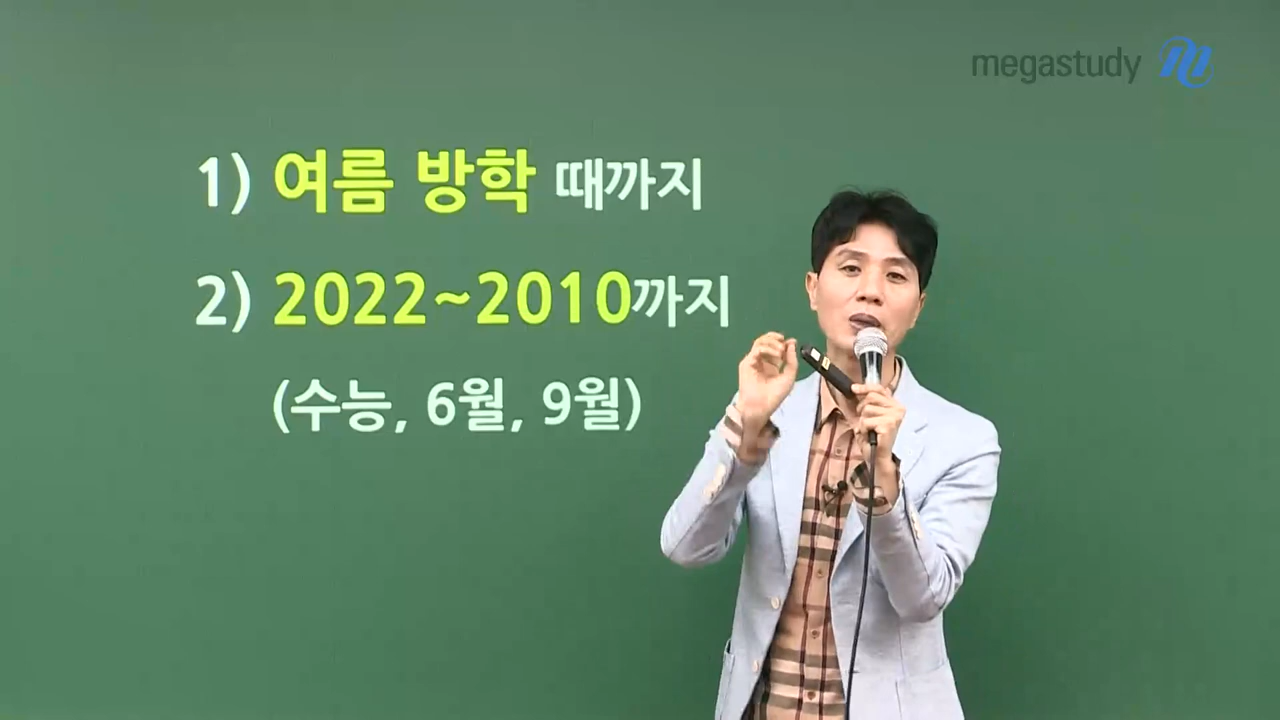 megastudy
1) 여름 방학 때까지
2) 2022~2010까지
(수능, 6월, 9월)